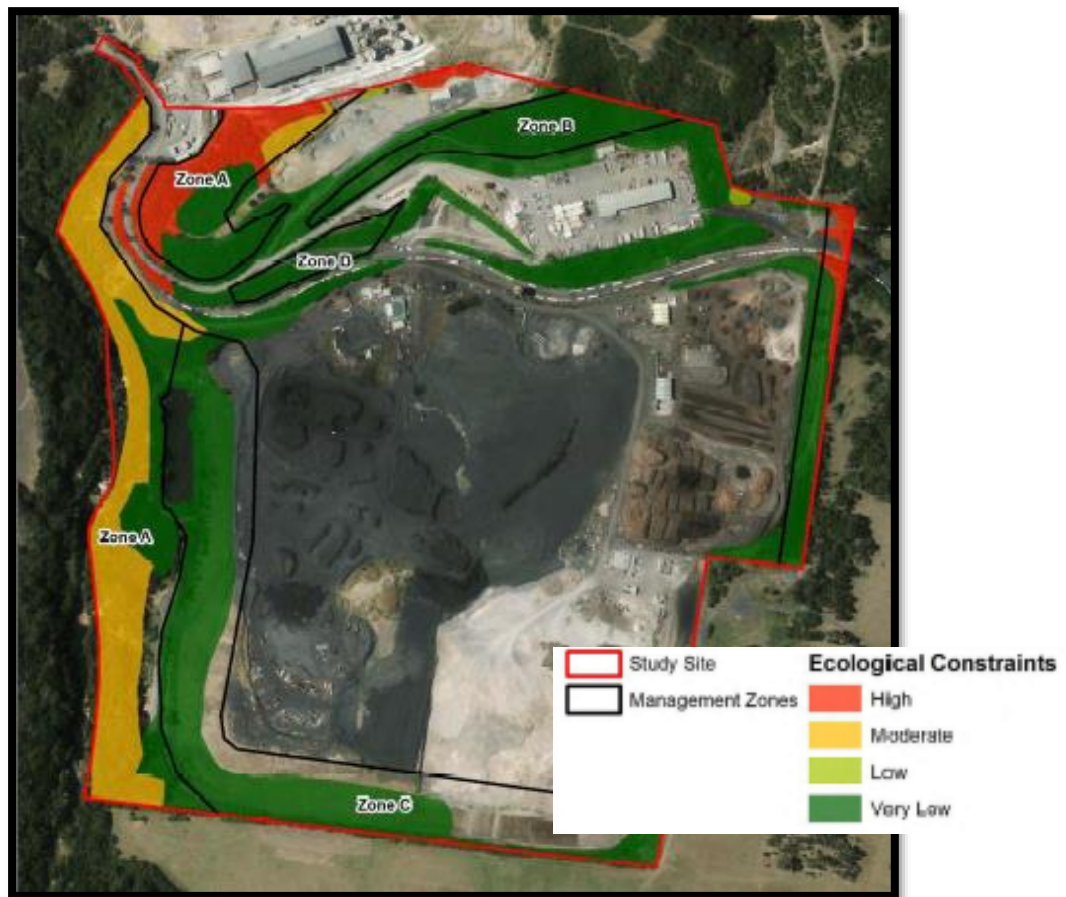 Zone B
Zone A
Zone D
Zone A
Zone C
Study Site
Management Zones
Ecological Constraints
High
Moderate
Low
Very Low